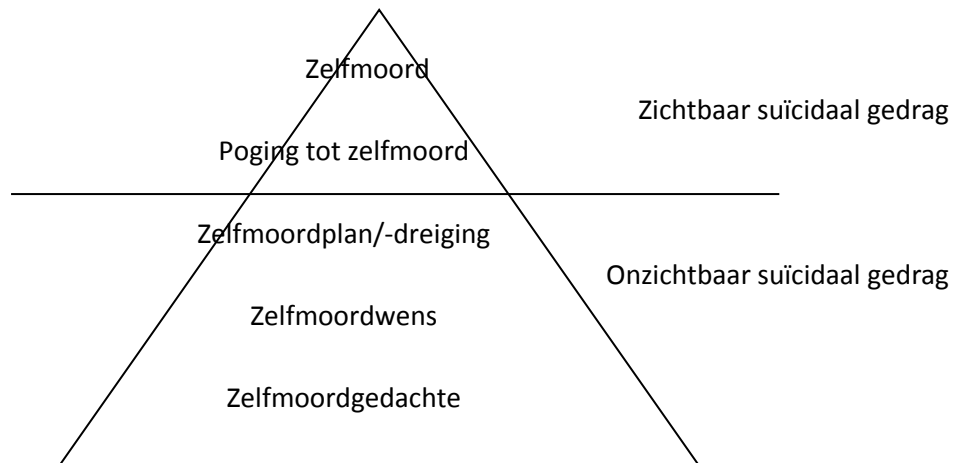 Zelfmoord
Zichtbaar suïcidaal gedrag
Poging tot zelfmoord
Zelfmoordplan/-dreiging
Onzichtbaar suïcidaal gedrag
Zelfmoordwens
Zelfmoordgedachte